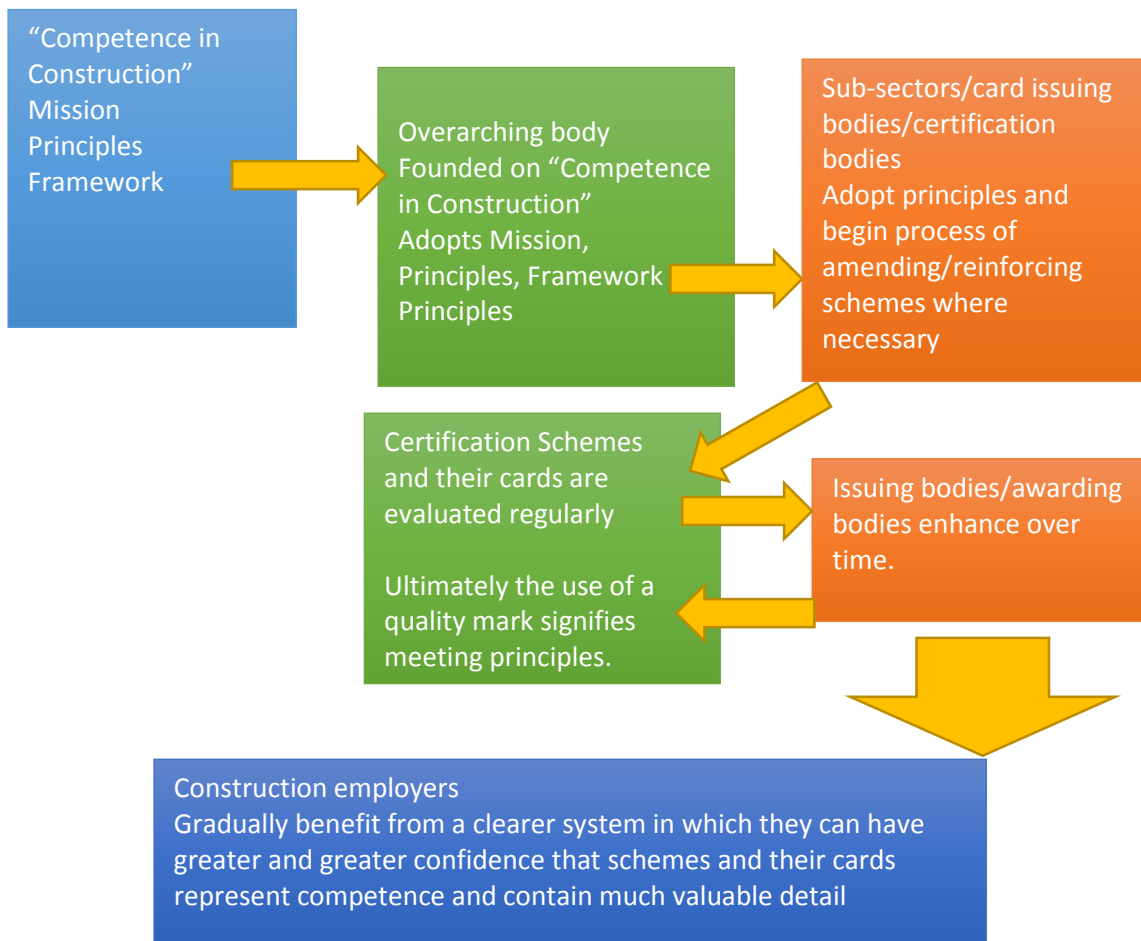 “Competence in
Construction”
Mission
Principles
Framework
Overarching body
Founded on “Competence
in Construction”
Adopts Mission,
Principles, Framework
Principles
Sub-sectors/card issuing
bodies/certification
bodies
Adopt principles and
begin process of
amending/reinforcing
schemes where
necessary
Certification Schemes
and their cards are
evaluated regularly
Ultimately the use of a
quality mark signifies
meeting principles.
Issuing bodies/awarding
bodies enhance over
time.
Construction employers
Gradually benefit from a clearer system in which they can have
greater and greater confidence that schemes and their cards
represent competence and contain much valuable detail